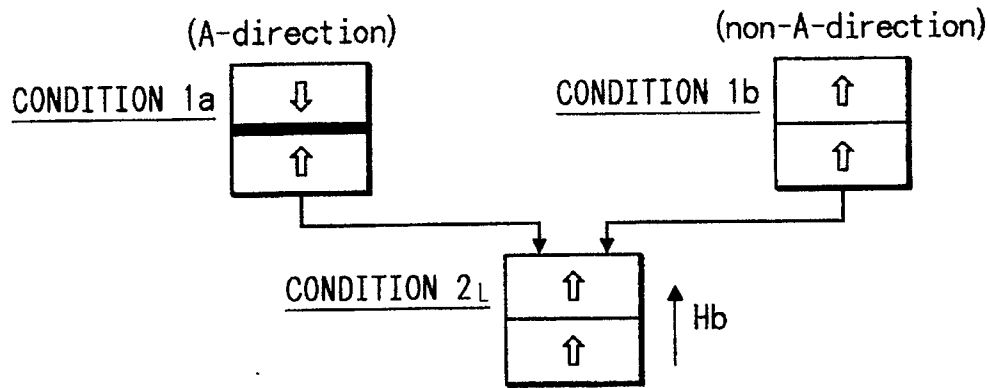 (A-direction)
(non-A-direction)
CONDITION 1a
CONDITION 1b
CONDITION 2L
Hb